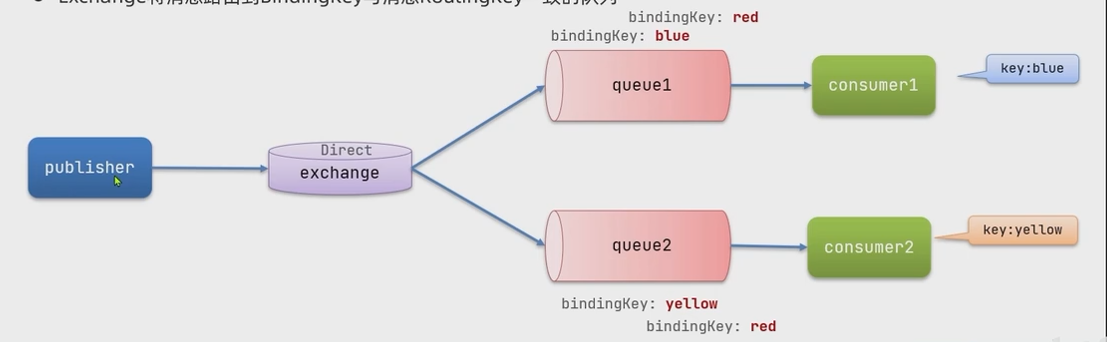 Exchange将消息路由到BindingKey与消息RoutingKey一致的队列
bindingKey: red
bindingKey: blue
queue1
consumer1
key:blue
publisher
Direct
exchange
queue2
consumer2
key:yellow
bindingKey: yellow
bindingKey: red